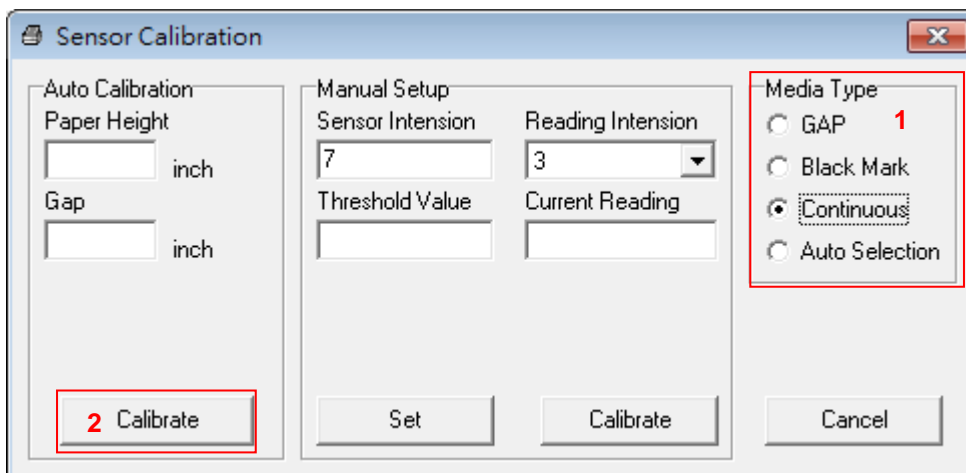 Sensor Calibration
Auto Calibration
Paper Height
inch
Gap
inch
2 Calibrate
Manual Setup
Sensor Intension
Reading Intension
7
3
Threshold Value
Current Reading
Set
Calibrate
Media Type
GAP
1
Black Mark
Continuous
Auto Selection
Cancel